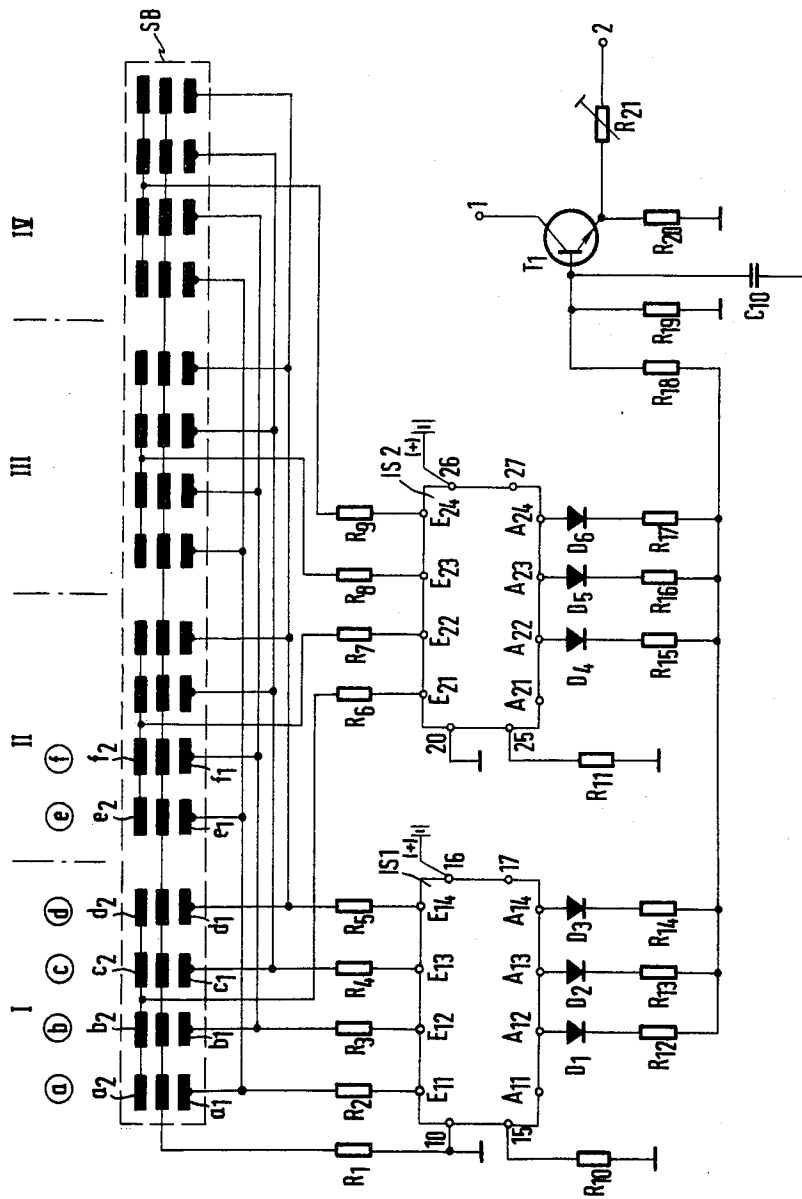 I II III IV
a b c d e f
SB
a2 b2 c2 d2 e2 f2
a1 b1 c1 d1 e1 f1
R1 R2 R3 R4 R5 R6 R7 R8 R9
IS1 (+)
10 E11 E12 E13 E14 16
15 A11 A12 A13 A14 17
IS2 (+)
20 E21 E22 E23 E24 26
25 A21 A22 A23 A24 27
R10 D1 D2 D3 R11 D4 D5 D6
R12 R13 R14 R15 R16 R17
R18 R19 C10 T1 R20 R21
1
2